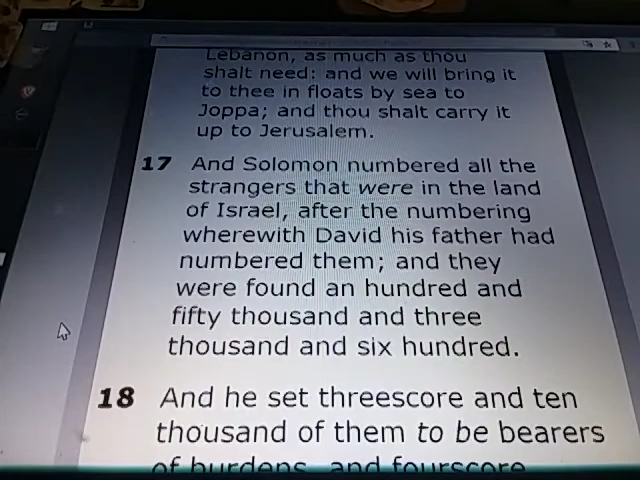 Lebanon, as much as thou
shalt need: and we will bring it
to thee in floats by sea to
Joppa; and thou shalt carry it
up to Jerusalem.
17 And Solomon numbered all the
strangers that were in the land
of Israel, after the numbering
wherewith David his father had
numbered them; and they
were found an hundred and
fifty thousand and three
thousand and six hundred.
18 And he set threescore and ten
thousand of them to be bearers
of burdens, and fourscore